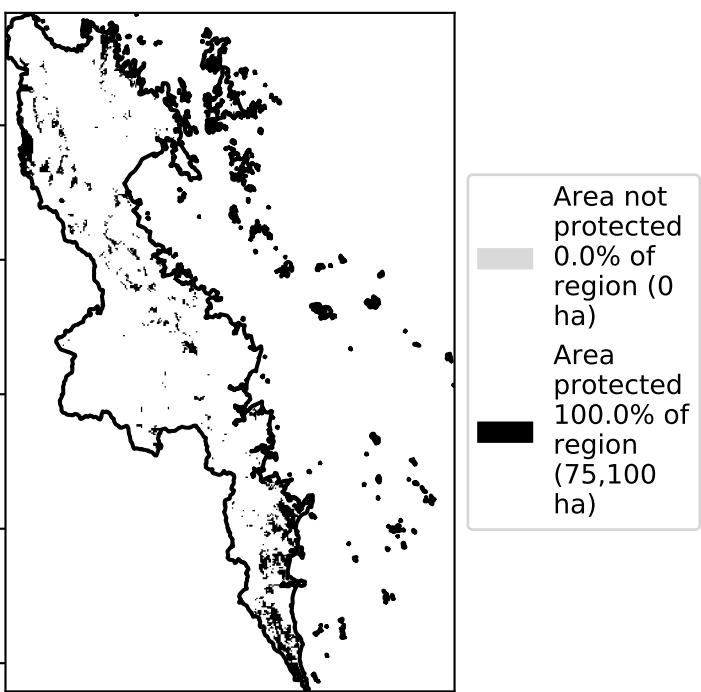 Area not
protected
0.0% of
region (0
ha)
Area
protected
100.0% of
region
(75,100
ha)